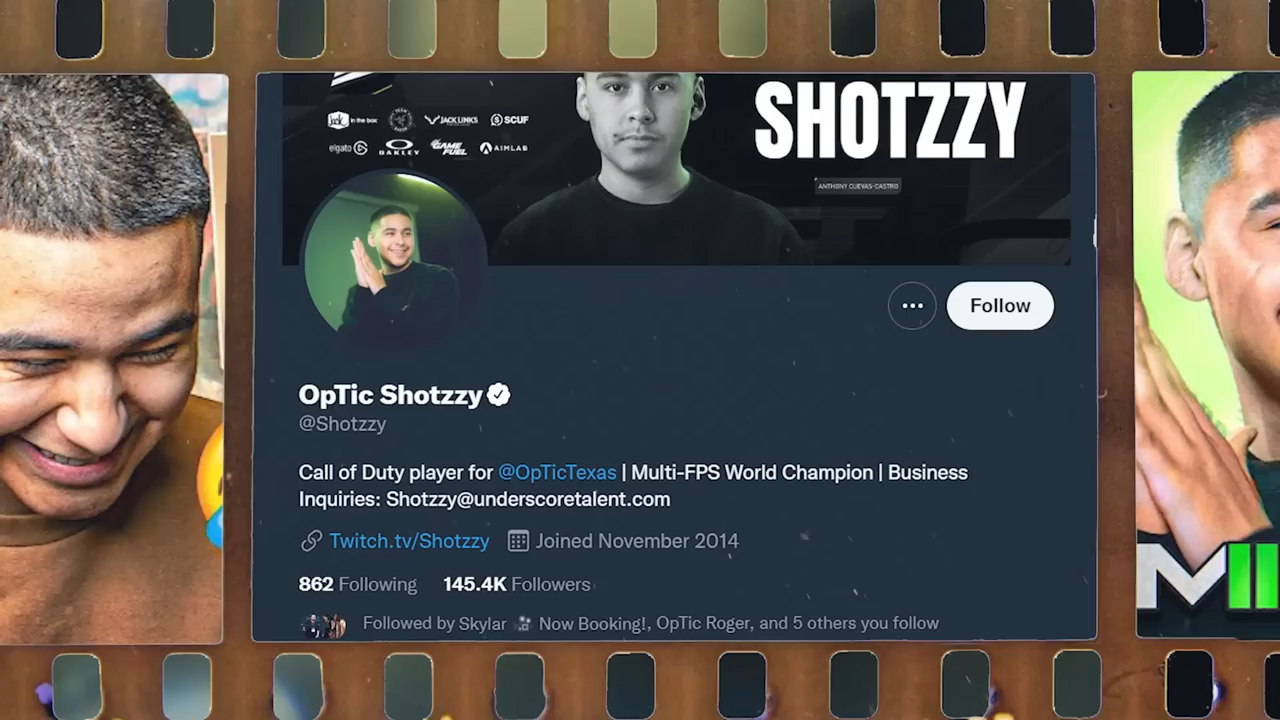 SHOTZZY
Jack in the box
JACK LINK'S
SCUF
elgato
OAKLEY
GAME FUEL
AIMLAB
ANTHONY CUEVAS-CASTRO
Follow
OpTic Shotzzy
@Shotzzy
Call of Duty player for @OpTicTexas | Multi-FPS World Champion | Business
Inquiries: Shotzzy@underscoretalent.com
Twitch.tv/Shotzzy Joined November 2014
862 Following 145.4K Followers
Followed by Skylar Now Booking!, OpTic Roger, and 5 others you follow
MII